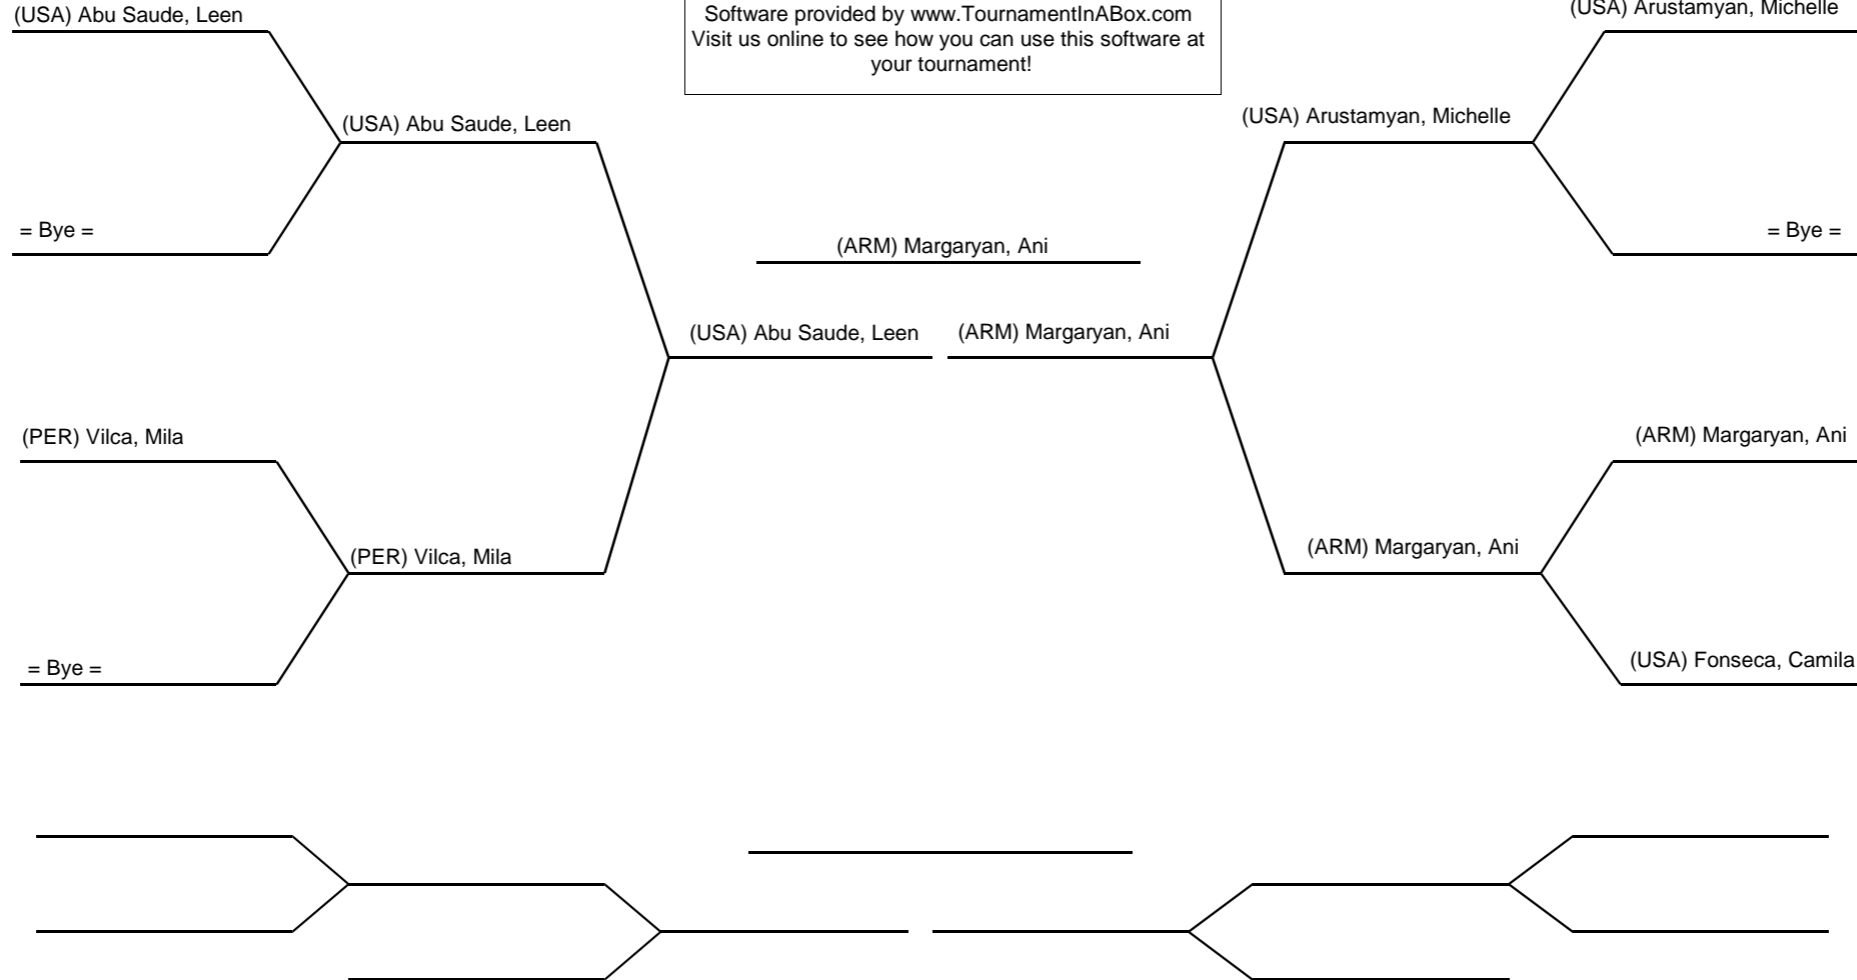 (USA) Abu Saude, Leen
Software provided by www.TournamentInABox.com
Visit us online to see how you can use this software at
your tournament!
(USA) Arustamyan, Michelle
(USA) Abu Saude, Leen
(USA) Arustamyan, Michelle
= Bye =
(ARM) Margaryan, Ani
= Bye =
(USA) Abu Saude, Leen
(ARM) Margaryan, Ani
(PER) Vilca, Mila
(ARM) Margaryan, Ani
(PER) Vilca, Mila
(ARM) Margaryan, Ani
= Bye =
(USA) Fonseca, Camila